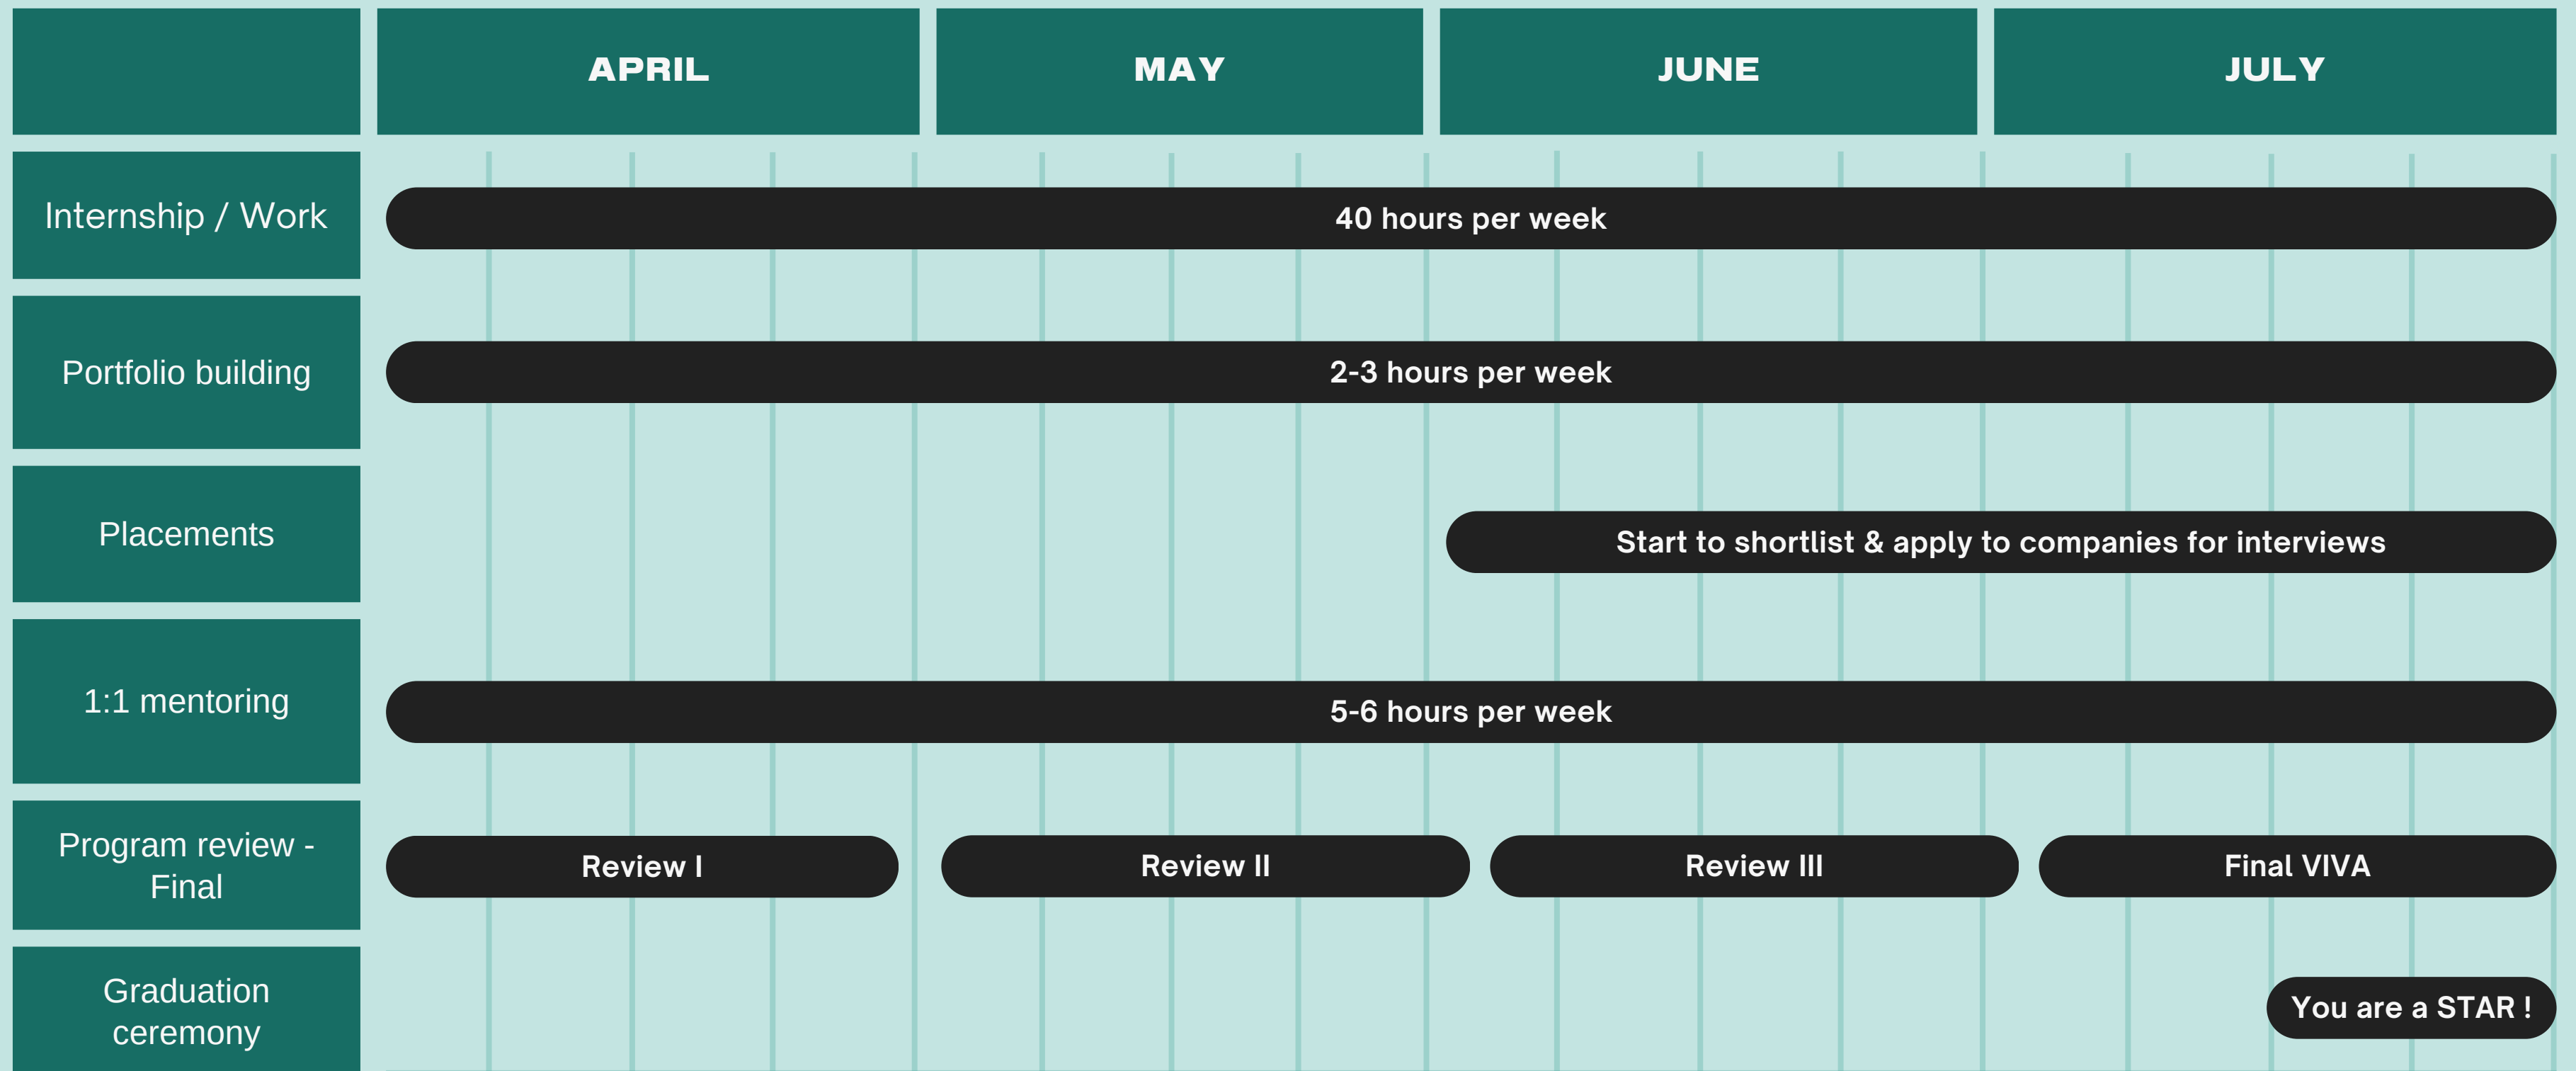 APRIL
MAY
JUNE
JULY
Internship / Work
40 hours per week
Portfolio building
2-3 hours per week
Placements
Start to shortlist & apply to companies for interviews
1:1 mentoring
5-6 hours per week
Program review -
Final
Review I
Review II
Review III
Final VIVA
Graduation
ceremony
You are a STAR !